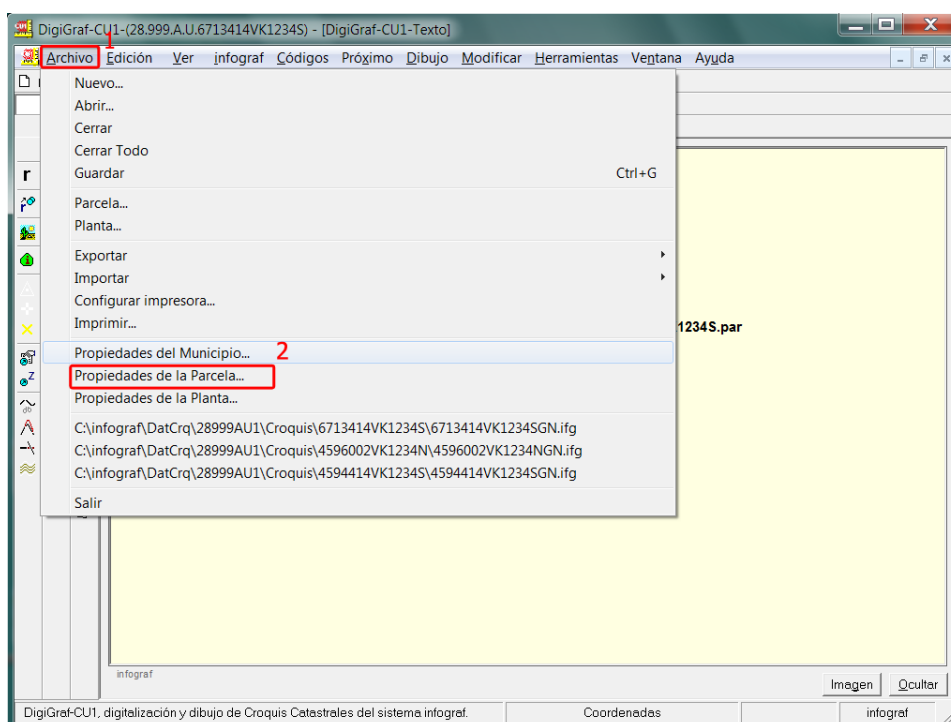 DigiGraf-CU1-(28.999.A.U.6713414VK1234S) - [DigiGraf-CU1-Texto]
1
Archivo Edición Ver infograf Códigos Próximo Dibujo Modificar Herramientas Ventana Ayuda
Nuevo...
Abrir...
Cerrar
Cerrar Todo
Guardar Ctrl+G
Parcela...
Planta...
Exportar
Importar
Configurar impresora...
Imprimir...
1234S.par
Propiedades del Municipio... 2
Propiedades de la Parcela...
Propiedades de la Planta...
C:\infograf\DatCrq\28999AU1\Croquis\6713414VK1234S\6713414VK1234SGN.ifg
C:\infograf\DatCrq\28999AU1\Croquis\4596002VK1234N\4596002VK1234NGN.ifg
C:\infograf\DatCrq\28999AU1\Croquis\4594414VK1234S\4594414VK1234SGN.ifg
Salir
infograf
Imagen Ocultar
DigiGraf-CU1, digitalización y dibujo de Croquis Catastrales del sistema infograf. Coordenadas infograf